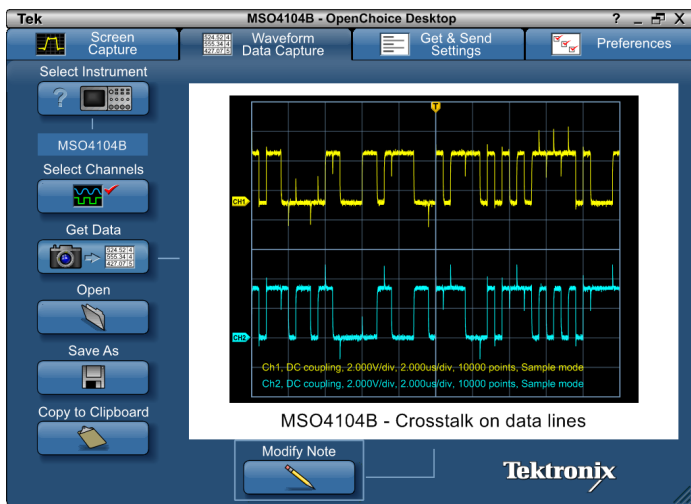 Tek
MSO4104B - OpenChoice Desktop
? _ X
Screen Capture
Waveform Data Capture
Get & Send Settings
Preferences
Select Instrument
?
MSO4104B
Select Channels
Get Data
Open
Save As
Copy to Clipboard
T
CH1
CH2
Ch1, DC coupling, 2.000V/div, 2.000us/div, 10000 points, Sample mode
Ch2, DC coupling, 2.000V/div, 2.000us/div, 10000 points, Sample mode
MSO4104B - Crosstalk on data lines
Modify Note
Tektronix